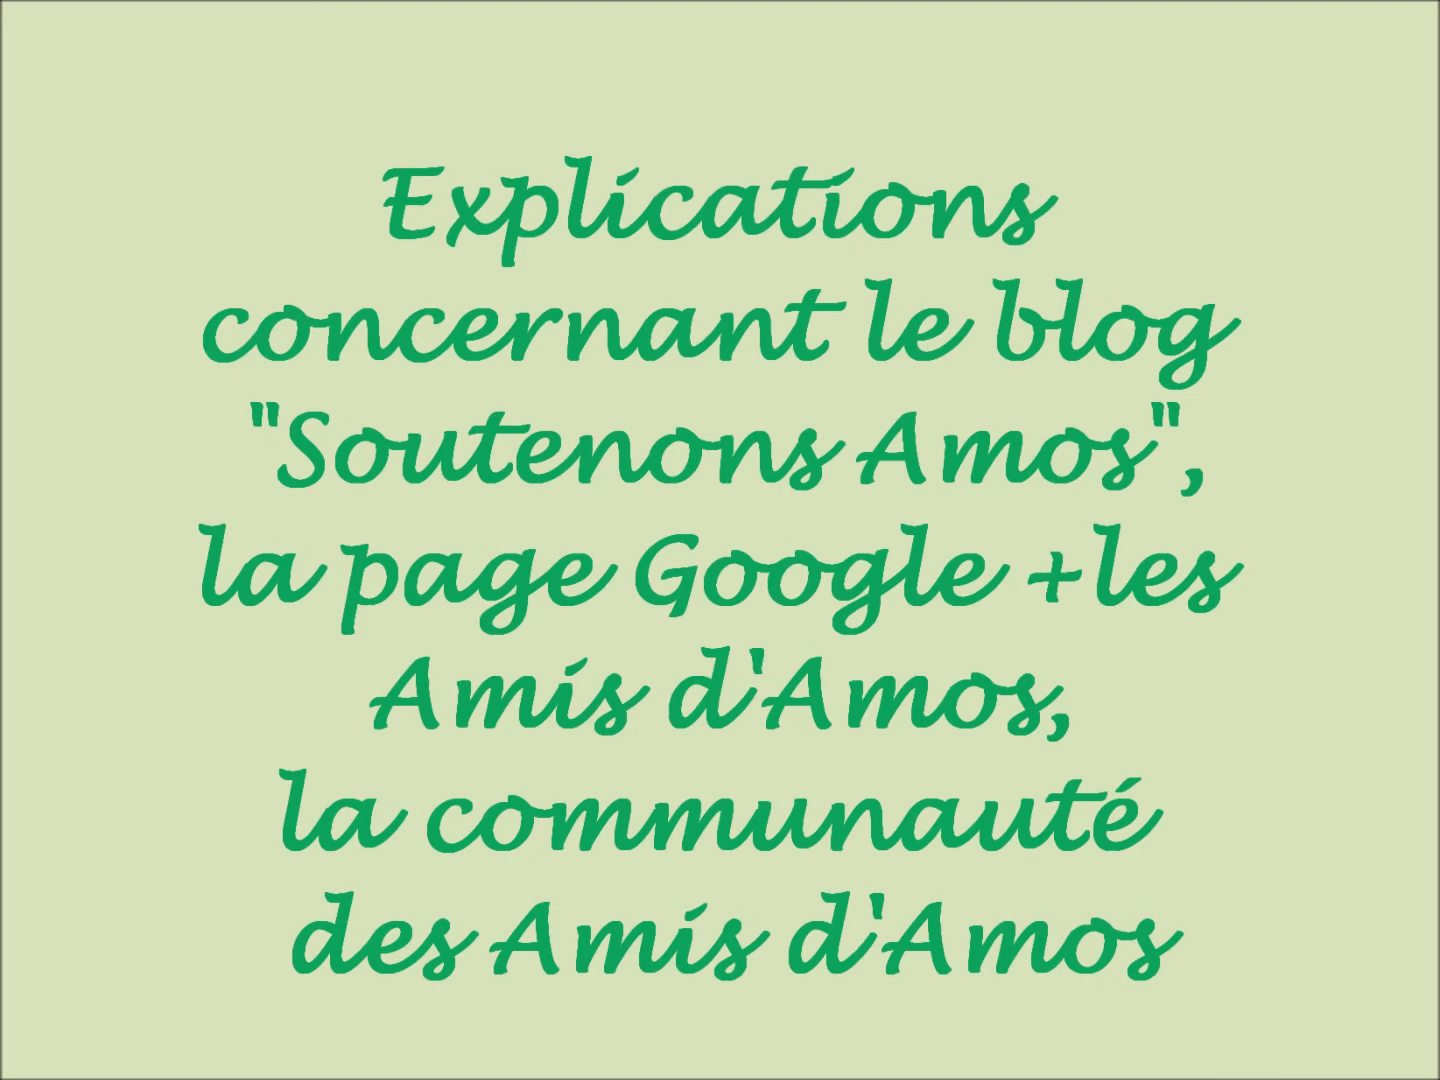 Explications
concernant le blog
"Soutenons Amos",
la page Google +les
Amis d'Amos,
la communauté
des Amis d'Amos